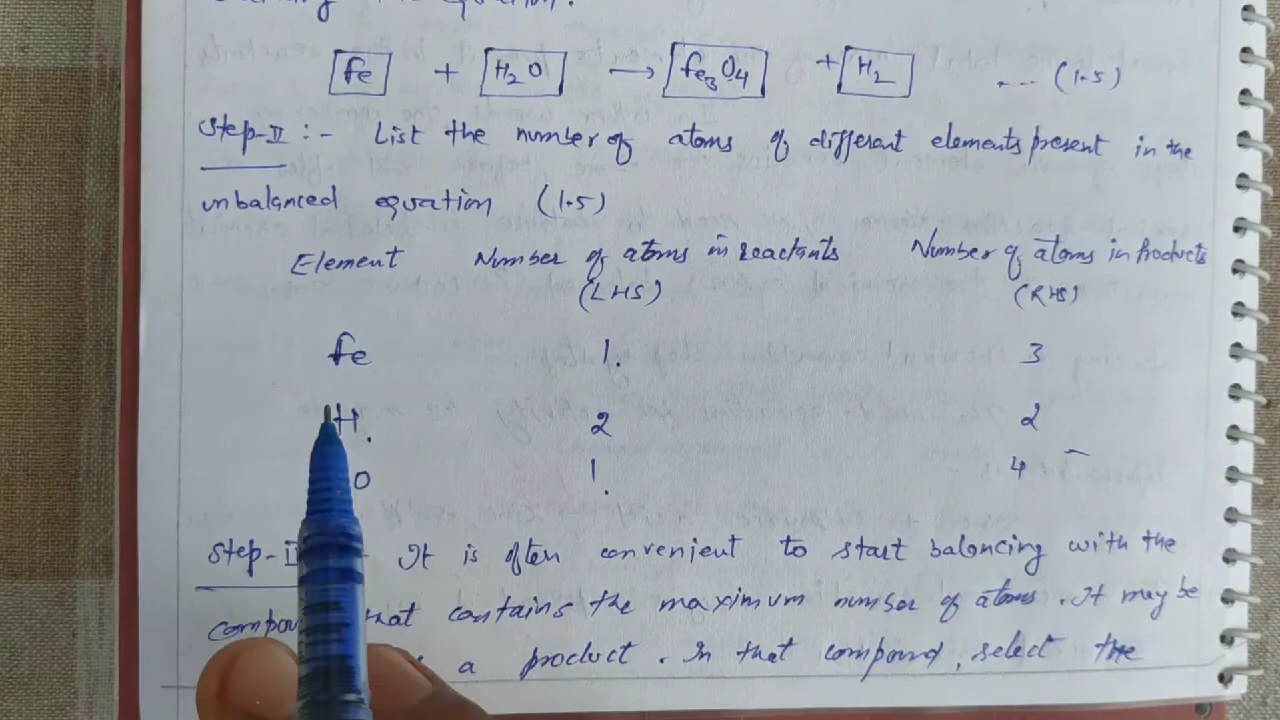 the equation.
Fe + H2O → Fe3O4 + H2 ... (1.5)
Step-II :- List the number of atoms of different elements present in the
unbalanced equation (1.5)
Element Number of atoms in reactants Number of atoms in Products
(LHS) (RHS)
Fe 1. 3
H. 2 2
O 1. 4
Step- It is often convenient to start balancing with the
that contains the maximum number of atoms. It may be
a product. In that compound, select the